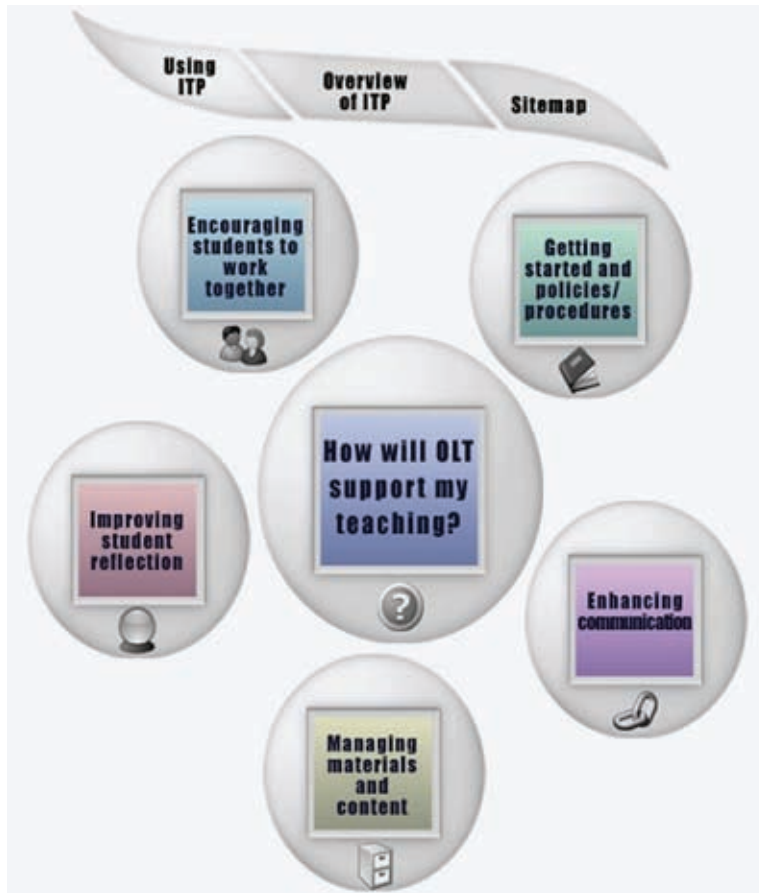 Using
ITP
Overview
of ITP
Sitemap
Encouraging
students to
work
together
Getting
started and
policies/
procedures
How will OLT
support my
teaching?
?
Improving
student
reflection
Enhancing
communication
Managing
materials
and
content